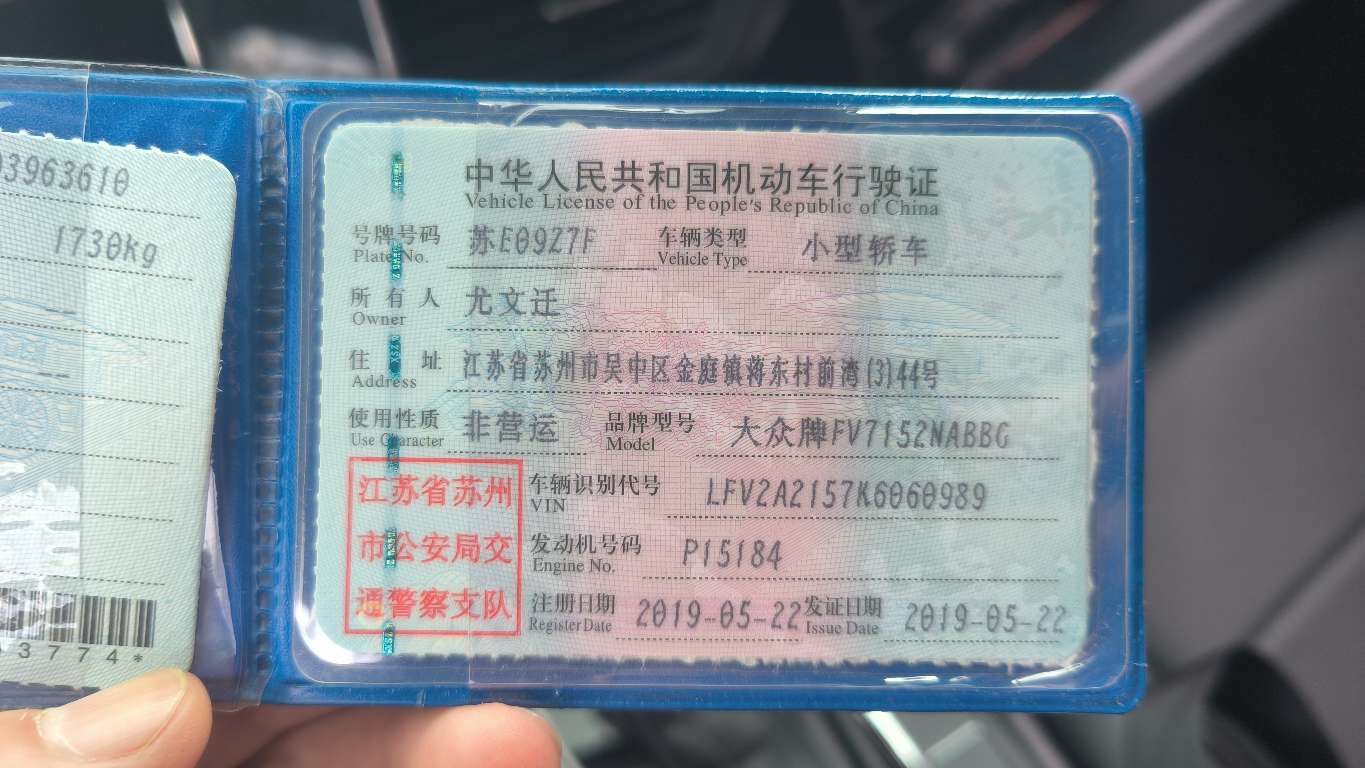 03963610
1730kg
--
--
3774*
中华人民共和国机动车行驶证
Vehicle License of the People's Republic of China
号牌号码 苏E09Z7F 车辆类型 小型轿车
Plate No. Vehicle Type
所有人 尤文迁
Owner
住址 江苏省苏州市吴中区金庭镇蒋东村前湾(3)44号
Address
使用性质 非营运 品牌型号 大众牌FV7152NABBG
Use Character Model
江苏省苏州
市公安局交
通警察支队
车辆识别代号 LFV2A2157K6060989
VIN
发动机号码 P15184
Engine No.
注册日期 2019-05-22 发证日期 2019-05-22
Register Date Issue Date